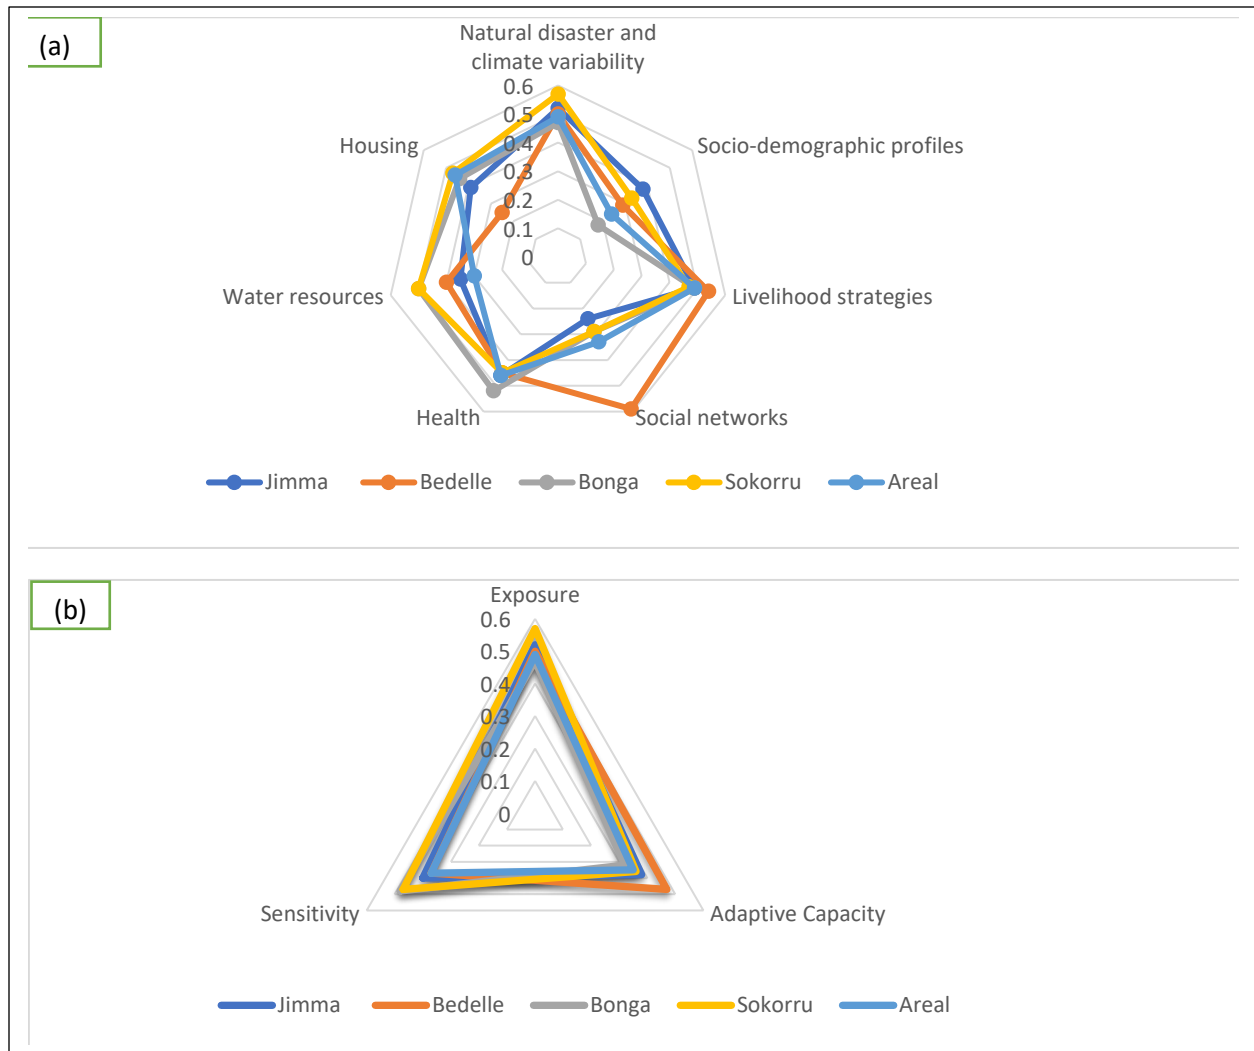 (a)
Natural disaster and
climate variability
0.6
0.5
0.4
0.3
0.2
0.1
0
Housing
Socio-demographic profiles
Water resources
Livelihood strategies
Health
Social networks
Jimma
Bedelle
Bonga
Sokorru
Areal
(b)
Exposure
0.6
0.5
0.4
0.3
0.2
0.1
0
Sensitivity
Adaptive Capacity
Jimma
Bedelle
Bonga
Sokorru
Areal